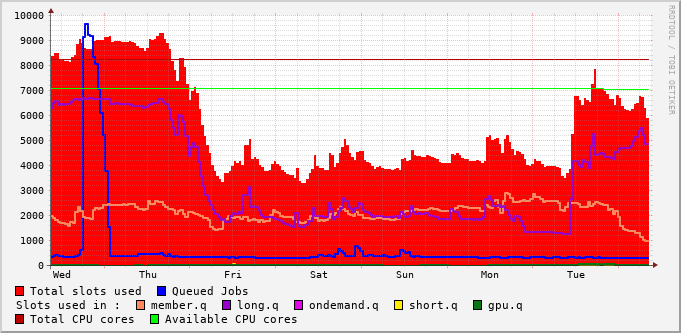 10000
9000
8000
7000
6000
5000
4000
3000
2000
1000
0
Wed Thu Fri Sat Sun Mon Tue
RRDTOOL / TOBI OETIKER
Total slots used Queued Jobs
Slots used in : member.q long.q ondemand.q short.q gpu.q
Total CPU cores Available CPU cores